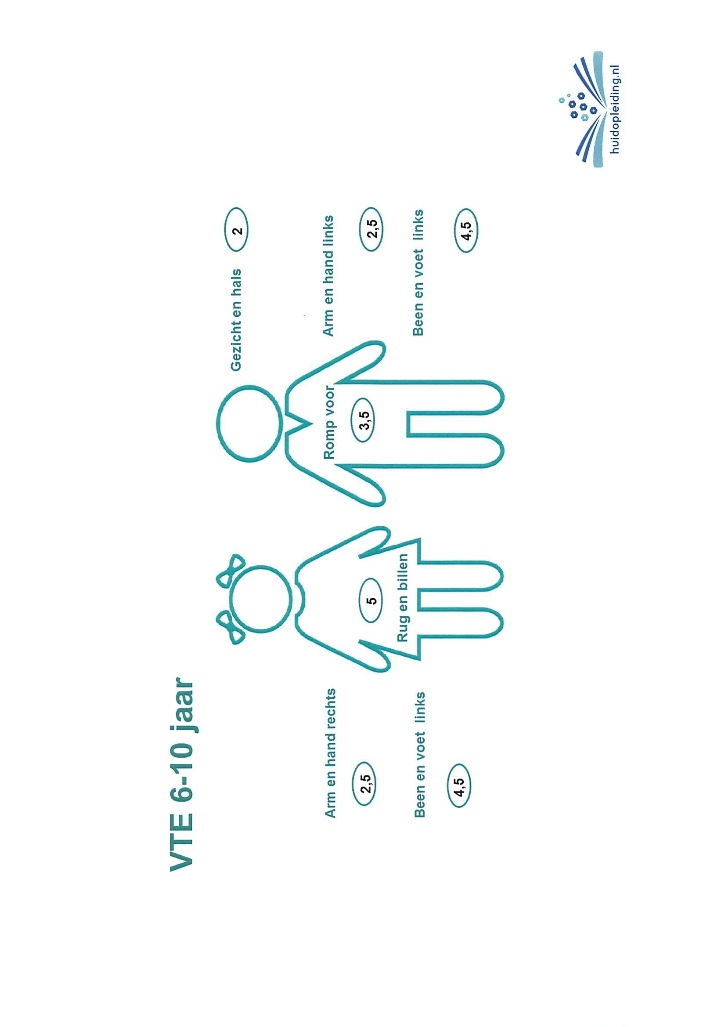 huidopleiding.nl
VTE 6-10 jaar
Gezicht en hals
2
Arm en hand rechts
2,5
Romp voor
3,5
Arm en hand links
2,5
5
Rug en billen
Been en voet links
4,5
Been en voet links
4,5